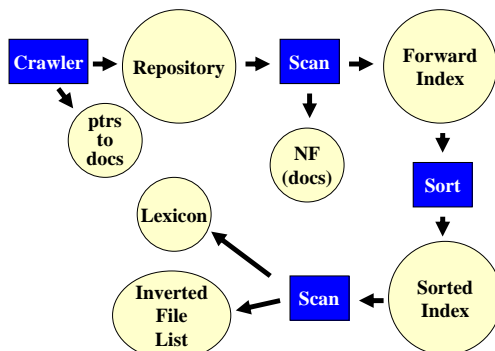 Crawler
Repository
Scan
Forward
Index
ptrs
to
docs
NF
(docs)
Sort
Lexicon
Sorted
Index
Scan
Inverted
File
List